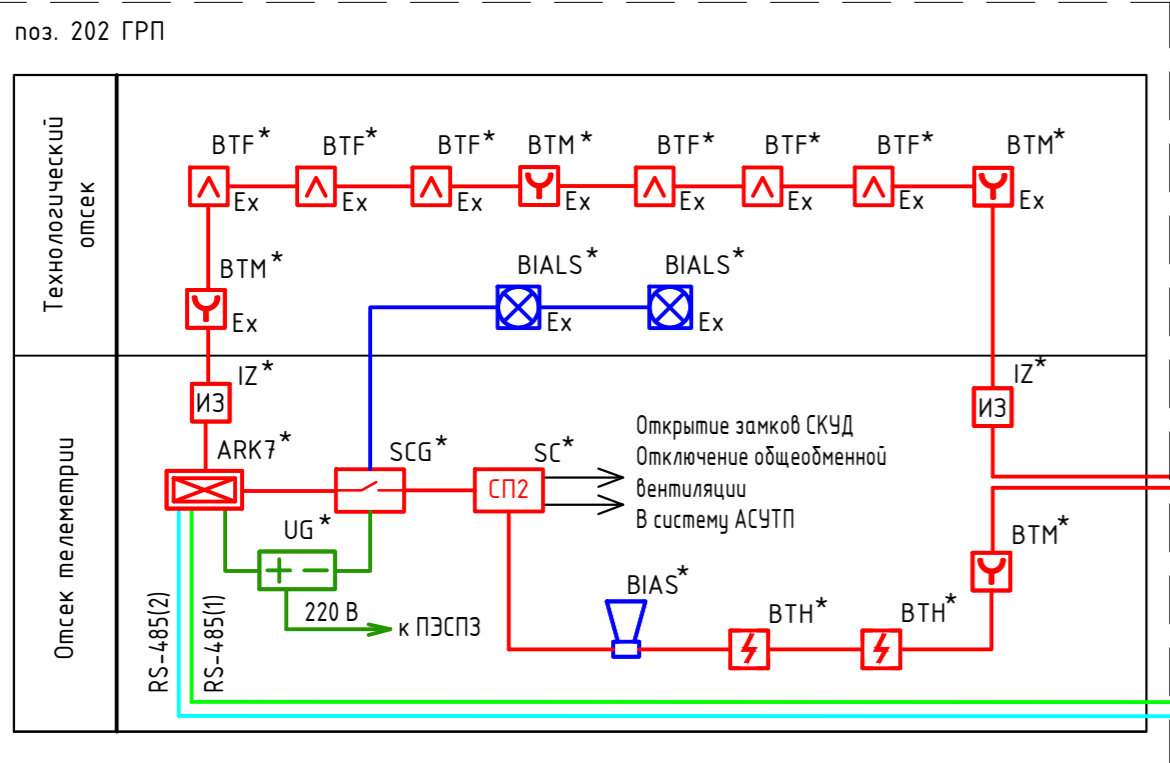 поз. 202 ГРП
Технологический
отсек
BTF* BTF* BTF* BTM* BTF* BTF* BTF* BTM*
Ex Ex Ex Ex Ex Ex Ex Ex
BTM*
Ex
BIALS* BIALS*
Ex Ex
Отсек телеметрии
IZ*
ИЗ
IZ*
ИЗ
ARK7*
SCG*
SC*
СП2
Открытие замков СКУД
Отключение общеобменной
вентиляции
В систему АСУТП
UG*
+ −
220 В
к ПЭСПЗ
BIAS*
BTH*
BTH*
BTM*
RS-485(2)
RS-485(1)